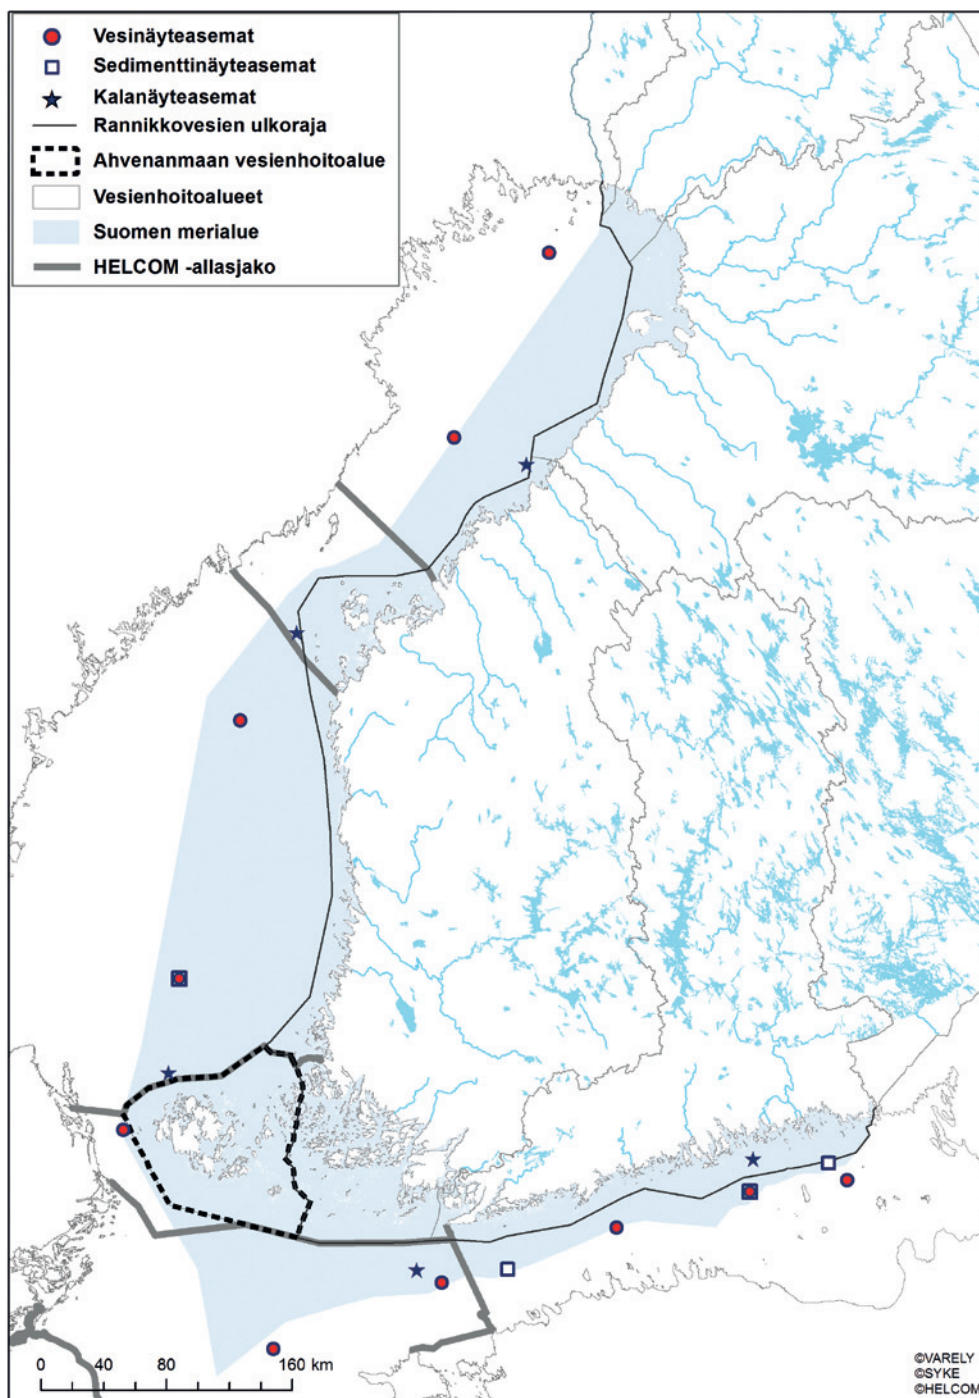 Vesinäyteasemat
Sedimenttinäyteasemat
Kalanäyteasemat
Rannikkovesien ulkoraja
Ahvenanmaan vesienhoitoalue
Vesienhoitoalueet
Suomen merialue
HELCOM -allasjako
0 40 80 160 km
©VARELY
©SYKE
©HELCOM